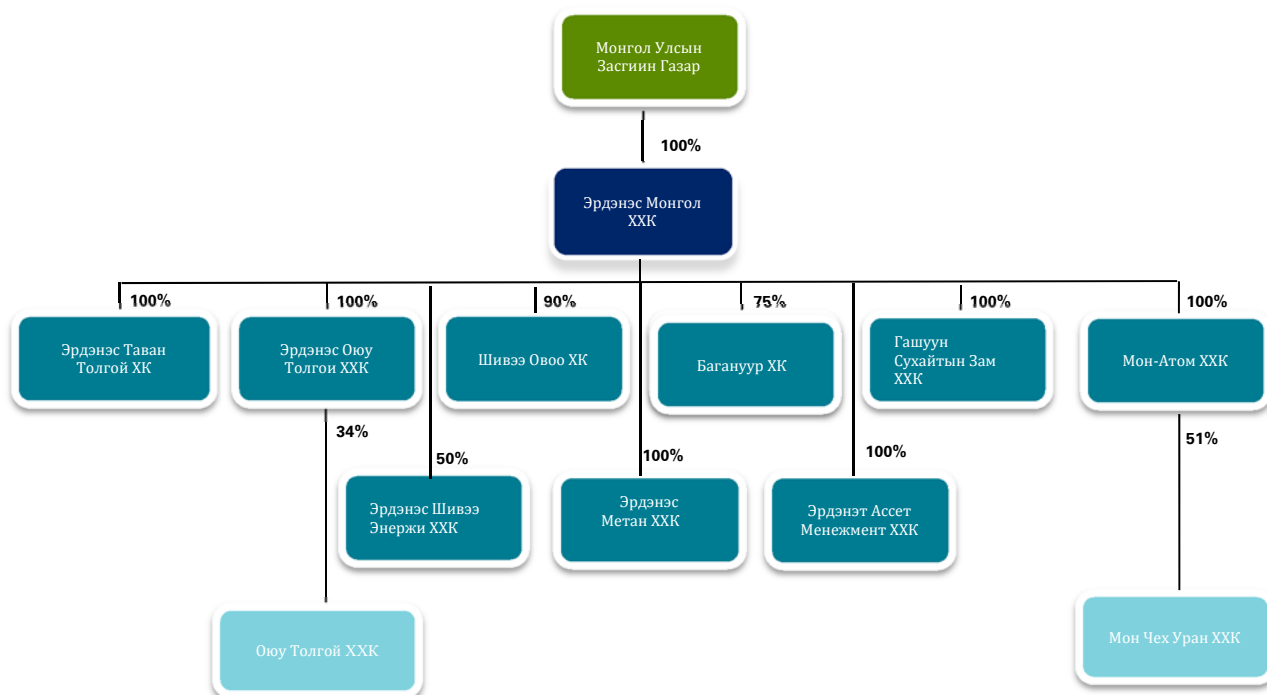 Монгол Улсын
Засгиин Газар
100%
Эрдэнэс Монгол
ХХК
100%
100%
90%
75%
100%
100%
Эрдэнэс Таван
Толгой ХК
Эрдэнэс Оюу
Толгои ХХК
Шивээ Овоо ХК
Багануур ХК
Гашуун
Сухайтын Зам
ХХК
Мон-Атом ХХК
34%
50%
100%
100%
51%
Эрдэнэс Шивээ
Энержи ХХК
Эрдэнэс
Метан ХХК
Эрдэнэт Ассет
Менежмент ХХК
Оюу Толгой ХХК
Мон Чех Уран ХХК